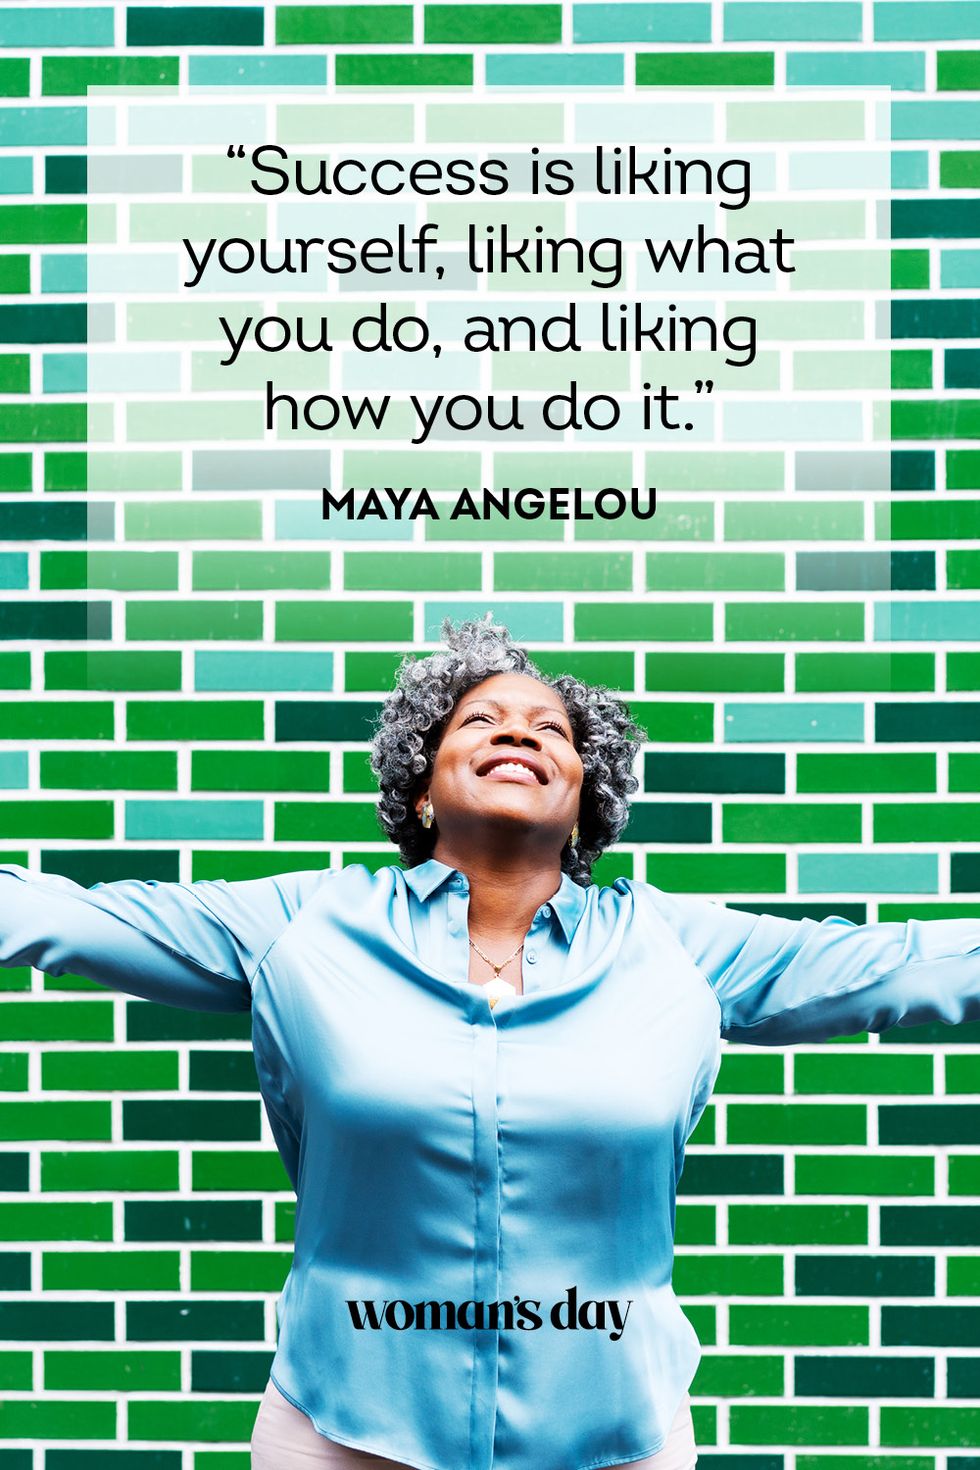 “Success is liking
yourself, liking what
you do, and liking
how you do it.”
MAYA ANGELOU
woman's day